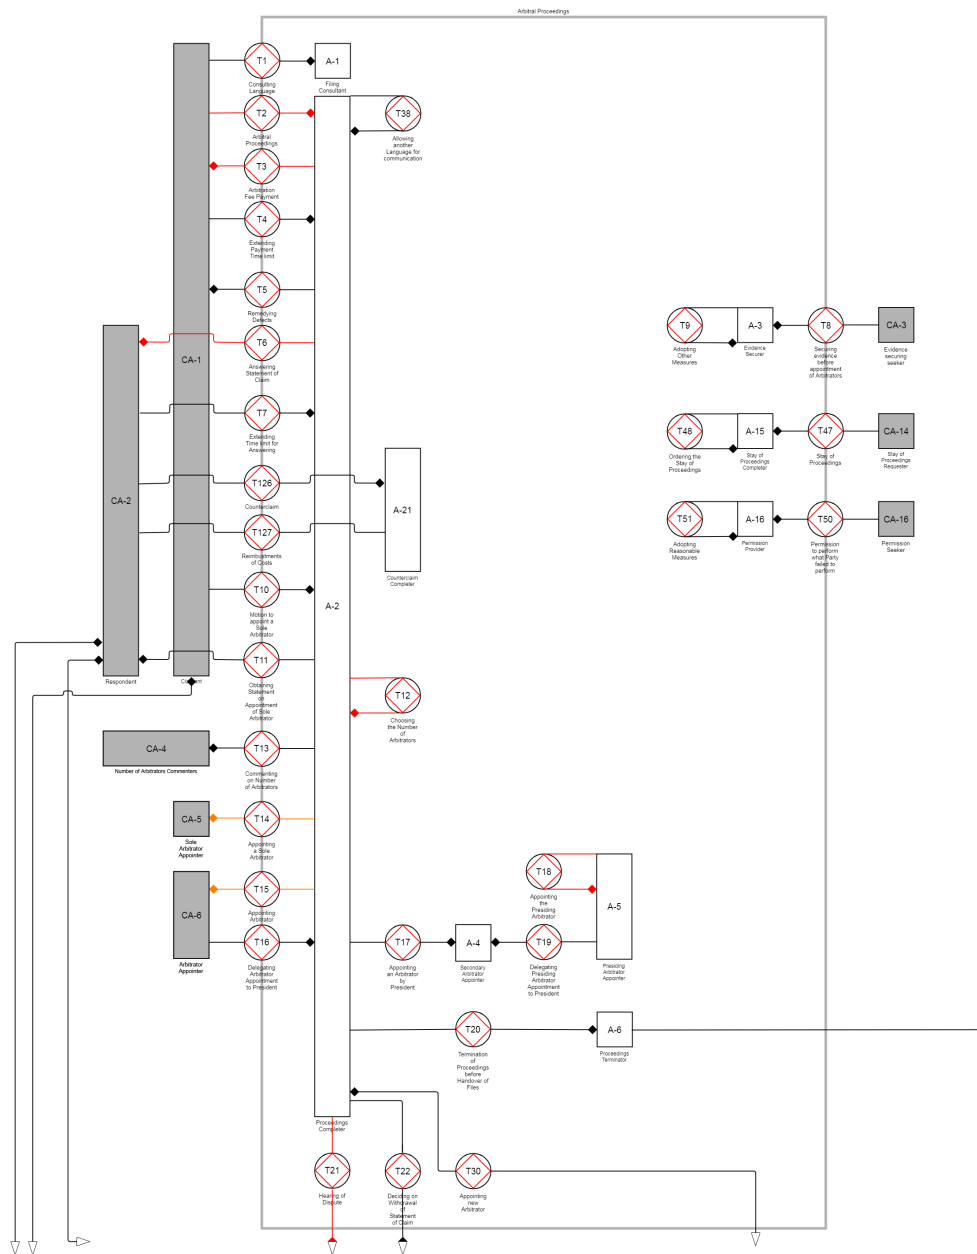 Arbitral Proceedings
T1
A-1
Consulting
Language
Filing
Consultant
T2
Arbitral
Proceedings
T38
Allowing
another
Language for
communication
T3
Arbitration
Fee Payment
T4
Extending
Payment
Time limit
T5
Remedying
Defects
T6
Answering
Statement of
Claim
CA-1
T7
Extending
Time limit for
Answering
T9
Adopting
Other
Measures
A-3
Evidence
Securer
T8
Securing
evidence
before
appointment
of Arbitrators
CA-3
Evidence
securing
seeker
T48
Ordering the
Stay of
Proceedings
A-15
Stay of
Proceedings
Completer
T47
Stay of
Proceedings
CA-14
Stay of
Proceedings
Requester
CA-2
T126
Counterclaim
A-21
Counterclaim
Completer
T127
Reimbustments
of Costs
T51
Adopting
Reasonable
Measures
A-16
Permission
Provider
T50
Permission
to perform
what Party
failed to
perform
CA-16
Permission
Seeker
T10
Motion to
appoint a
Sole
Arbitrator
A-2
T11
Obtaining
Statement
on
Appointment
of Sole
Arbitrator
Respondent
T12
Choosing
the Number
of
Arbitrators
CA-4
Number of Arbitrators Commenters
T13
Commenting
on Number
of Arbitrators
CA-5
Sole
Arbitrator
Appointer
T14
Appointing
a Sole
Arbitrator
CA-6
Arbitrator
Appointer
T15
Appointing
Arbitrator
T16
Delegating
Arbitrator
Appointment
to President
T17
Appointing
an Arbitrator
by
President
A-4
Secondary
Arbitrator
Appointer
T18
Appointing
the
Presiding
Arbitrator
T19
Delegating
Presiding
Arbitrator
Appointment
to President
A-5
Presiding
Arbitrator
Appointer
T20
Termination
of
Proceedings
before
Handover of
Files
A-6
Proceedings
Terminator
Proceedings
Completer
T21
Hearing of
Dispute
T22
Deciding on
Withdrawal
of
Statement
of Claim
T30
Appointing
new
Arbitrator